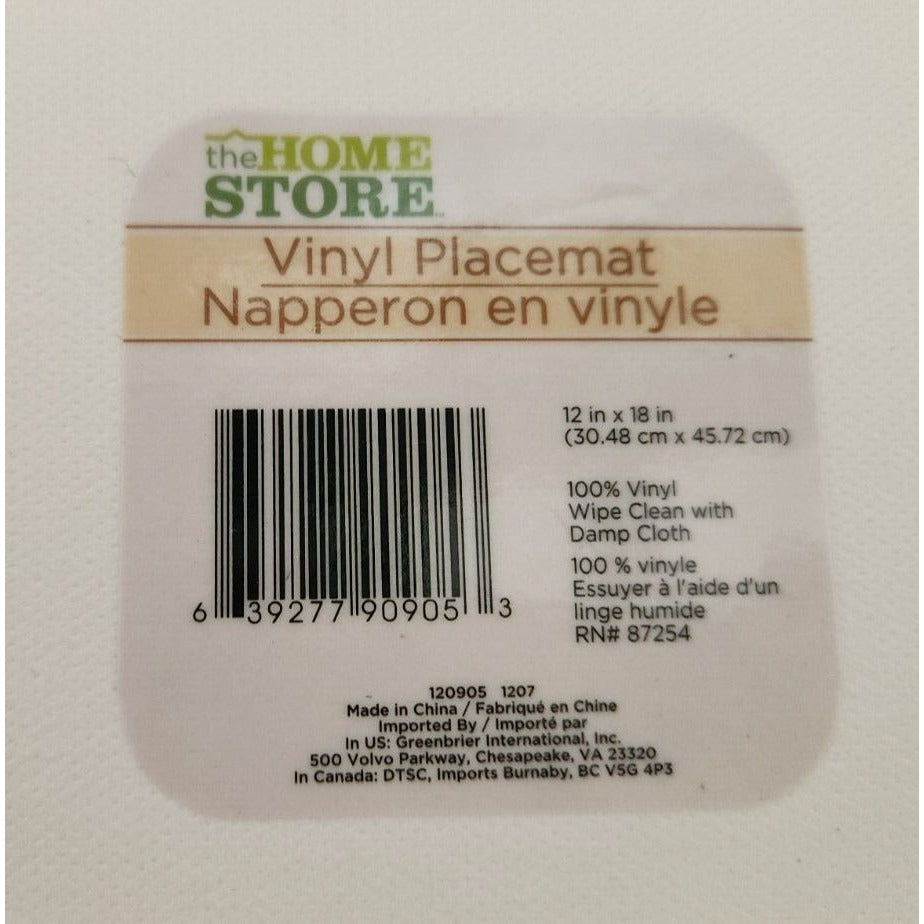 the HOME
STORE™
Vinyl Placemat
Napperon en vinyle
12 in x 18 in
(30.48 cm x 45.72 cm)
100% Vinyl
Wipe Clean with
Damp Cloth
100 % vinyle
Essuyer à l'aide d'un
linge humide
RN# 87254
6 39277 90905 3
120905 1207
Made in China / Fabriqué en Chine
Imported By / Importé par
In US: Greenbrier International, Inc.
500 Volvo Parkway, Chesapeake, VA 23320
In Canada: DTSC, Imports Burnaby, BC V5G 4P3